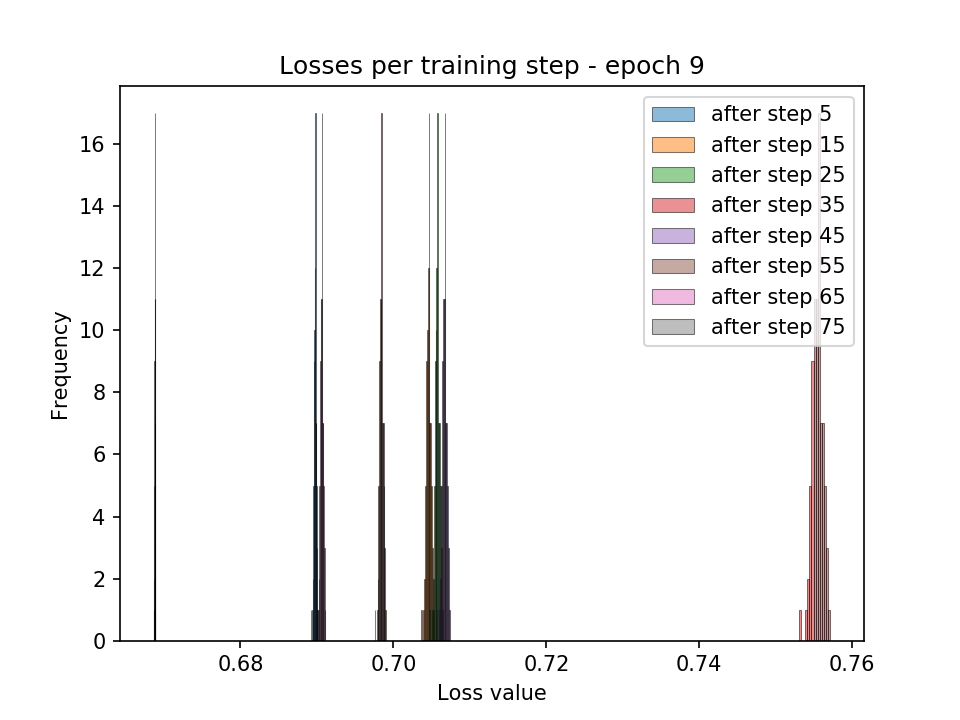 Losses per training step - epoch 9
after step 5
after step 15
after step 25
after step 35
after step 45
after step 55
after step 65
after step 75
Frequency
16
14
12
10
8
6
4
2
0
0.68 0.70 0.72 0.74 0.76
Loss value